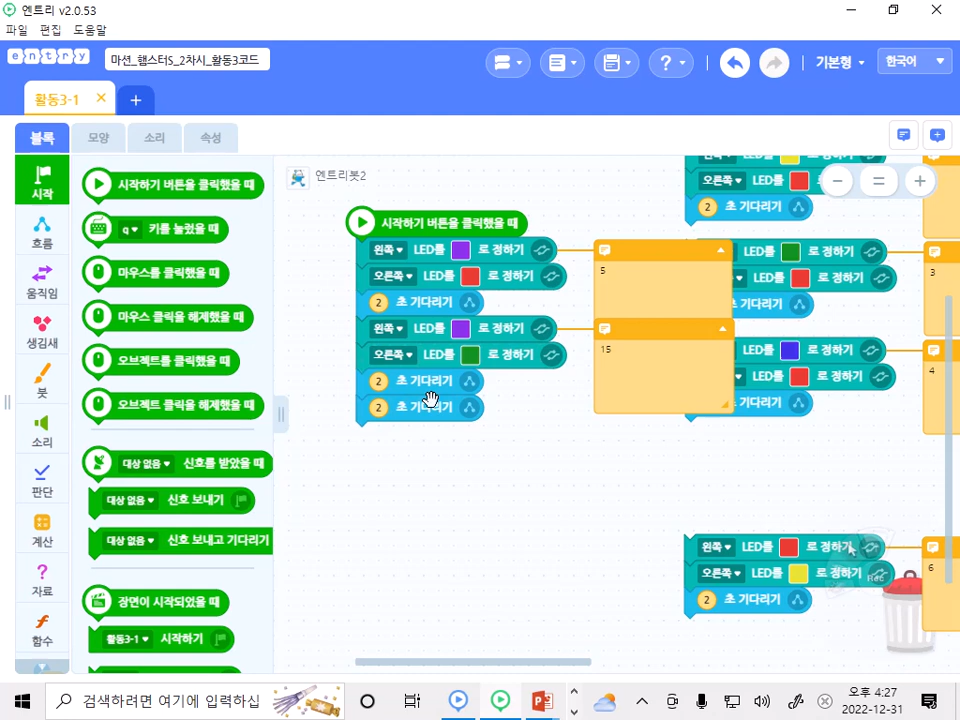 엔트리 v2.0.53
파일 편집 도움말
entry
마션_햄스터S_2차시_활동3코드
기본형
한국어
활동3-1
블록 모양 소리 속성
시작
흐름
움직임
생김새
붓
소리
판단
계산
자료
함수
시작하기 버튼을 클릭했을 때
q 키를 눌렀을 때
마우스를 클릭했을 때
마우스 클릭을 해제했을 때
오브젝트를 클릭했을 때
오브젝트 클릭을 해제했을 때
대상 없음 신호를 받았을 때
대상 없음 신호 보내기
대상 없음 신호 보내고 기다리기
장면이 시작되었을 때
활동3-1 시작하기
엔트리봇2
시작하기 버튼을 클릭했을 때
왼쪽 LED를 로 정하기
5
오른쪽 LED를 로 정하기
2 초 기다리기
왼쪽 LED를 로 정하기
15
오른쪽 LED를 로 정하기
2 초 기다리기
2 초 기다리기
왼쪽 LED를
오른쪽 LED를
2 초 기다리기
LED를 로 정하기
3
LED를 로 정하기
초 기다리기
LED를 로 정하기
4
LED를 로 정하기
초 기다리기
왼쪽 LED를 로 정하기
6
오른쪽 LED를 로 정하기
2 초 기다리기
검색하려면 여기에 입력하십
오후 4:27
2022-12-31